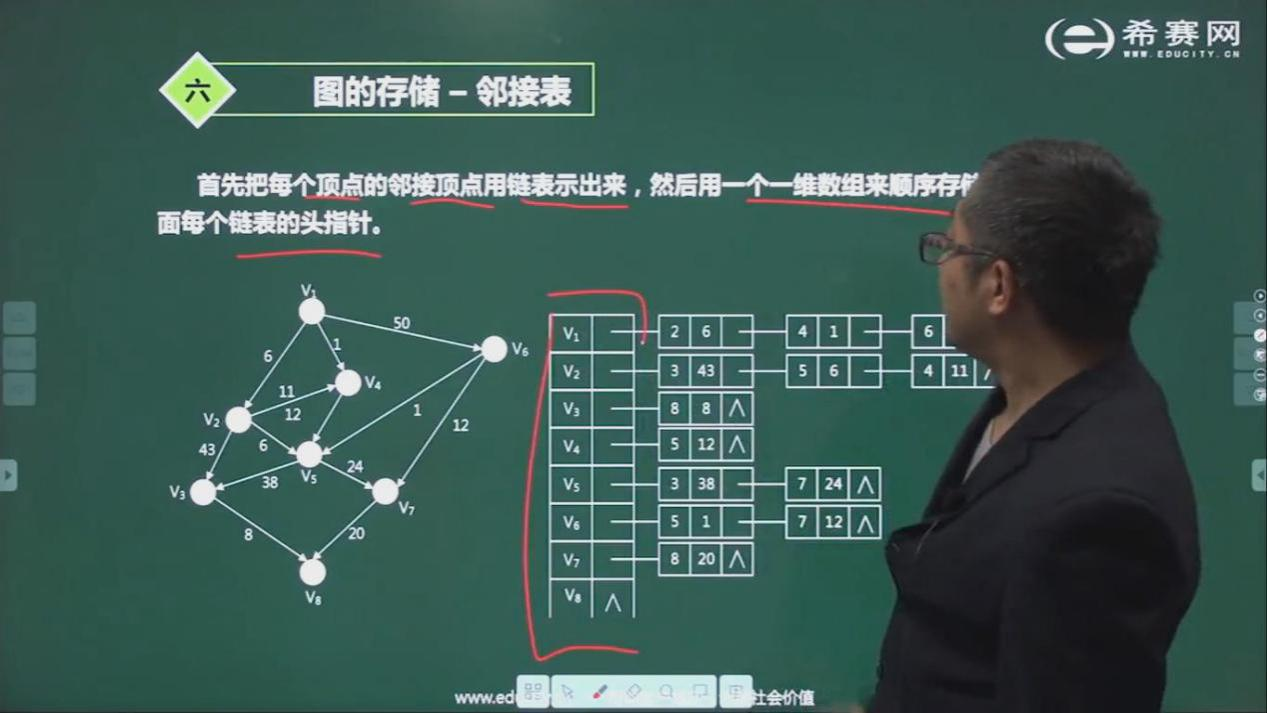 希赛网
WWW.EDUCITY.CN
六
图的存储 – 邻接表
首先把每个顶点的邻接顶点用链表示出来，然后用一个一维数组来顺序存储
面每个链表的头指针。
V1
50
V6
6
1
V4
11
12
V2
1
12
43
6
V5
24
38
V3
V7
8
20
V8
V1 2 6 4 1 6
V2 3 43 5 6 4 11 ∧
V3 8 8 ∧
V4 5 12 ∧
V5 3 38 7 24 ∧
V6 5 1 7 12 ∧
V7 8 20 ∧
V8 ∧
www.edu 社会价值